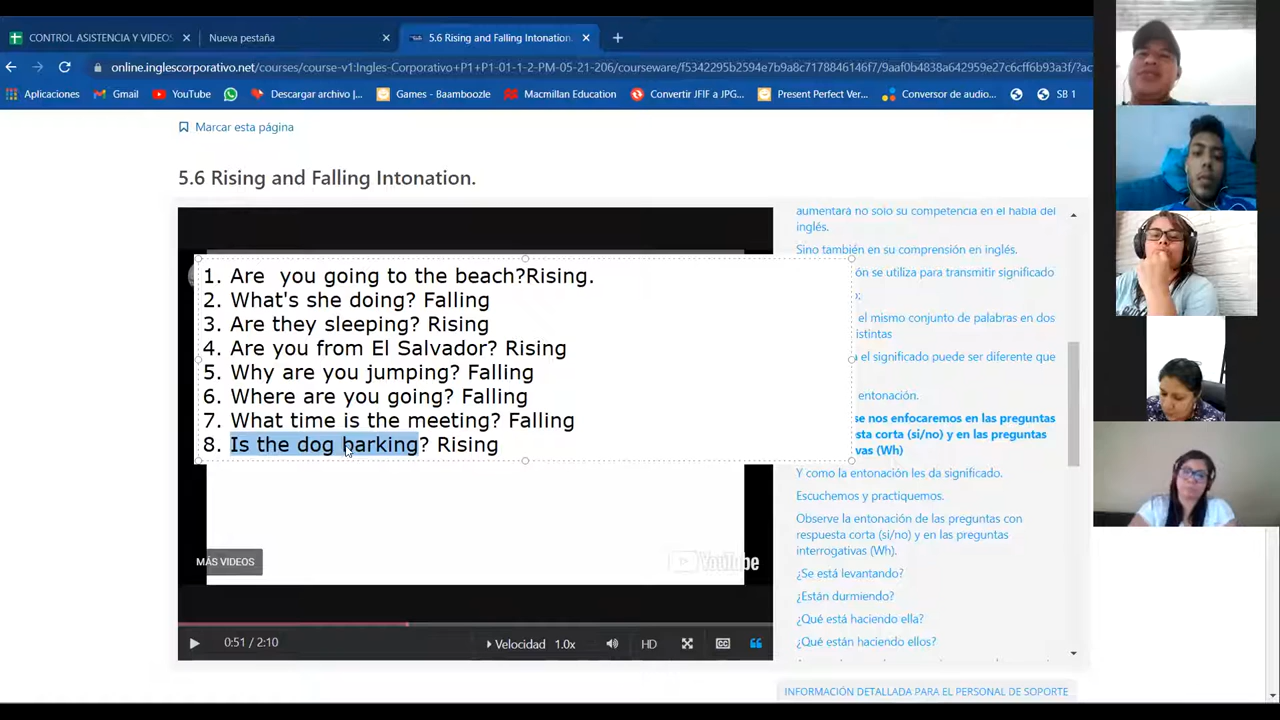 CONTROL ASISTENCIA Y VIDEOS
Nueva pestaña
5.6 Rising and Falling Intonation.
online.inglescorporativo.net/courses/course-v1:Ingles-Corporativo+P1+P1-01-1-2-PM-05-21-206/courseware/f5342295b2594e7b9a8c7178846146f7/9aaf0b4838a642959e27c6cff6b93a3f/?ac
Aplicaciones
Gmail
YouTube
Descargar archivo |...
Games - Baamboozle
Macmillan Education
Convertir JFIF a JPG...
Present Perfect Ver...
Conversor de audio...
SB 1
Marcar esta página
5.6 Rising and Falling Intonation.
1. Are you going to the beach?Rising.
2. What's she doing? Falling
3. Are they sleeping? Rising
4. Are you from El Salvador? Rising
5. Why are you jumping? Falling
6. Where are you going? Falling
7. What time is the meeting? Falling
8. Is the dog barking? Rising
MÁS VIDEOS
YouTube
0:51 / 2:10
Velocidad 1.0x
HD
aumentará no solo su competencia en el habla del
inglés.
Sino también en su comprensión en inglés.
ón se utiliza para transmitir significado
o:
el mismo conjunto de palabras en dos
istintas
el significado puede ser diferente que
entonación.
se nos enfocaremos en las preguntas
esta corta (si/no) y en las preguntas
ivas (Wh)
Y como la entonación les da significado.
Escuchemos y practiquemos.
Observe la entonación de las preguntas con
respuesta corta (si/no) y en las preguntas
interrogativas (Wh).
¿Se está levantando?
¿Están durmiendo?
¿Qué está haciendo ella?
¿Qué están haciendo ellos?
INFORMACIÓN DETALLADA PARA EL PERSONAL DE SOPORTE